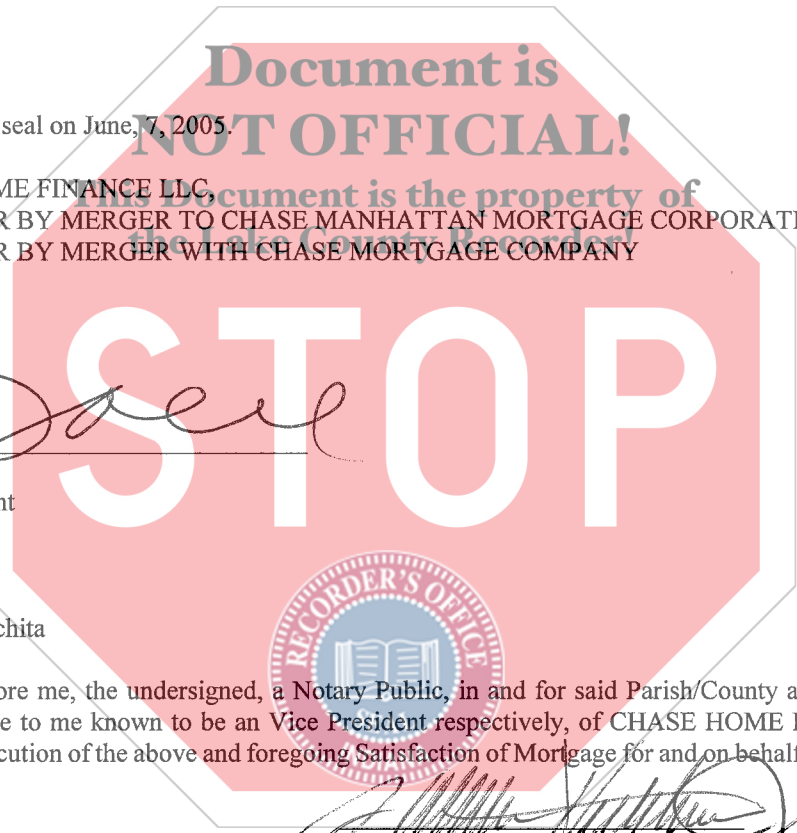 Document is
NOT OFFICIAL!
seal on June, 7, 2005.
ME FINANCE LLC,
This Document is the property of
R BY MERGER TO CHASE MANHATTAN MORTGAGE CORPORATI
the Lake County Recorder!
R BY MERGER WITH CHASE MORTGAGE COMPANY
STOP
nt
RECORDER'S OFFICE
chita
ore me, the undersigned, a Notary Public, in and for said Parish/County a
e to me known to be an Vice President respectively, of CHASE HOME
cution of the above and foregoing Satisfaction of Mortgage for and on behalf
INDIANA